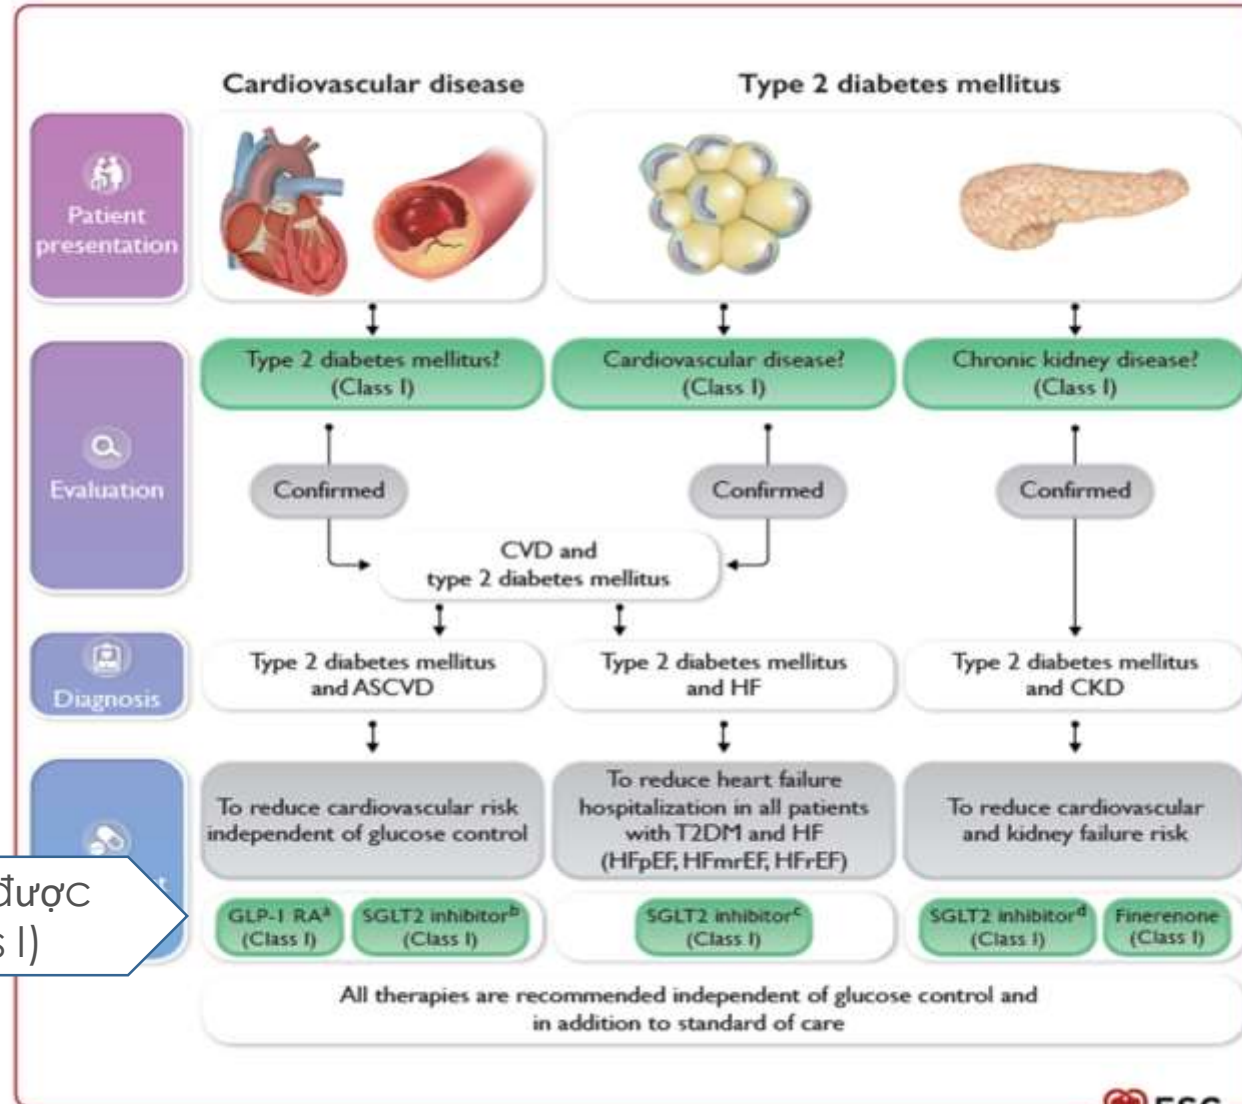 Cardiovascular disease
Type 2 diabetes mellitus
Patient
presentation
Type 2 diabetes mellitus?
(Class I)
Cardiovascular disease?
(Class I)
Chronic kidney disease?
(Class I)
Evaluation
Confirmed
Confirmed
Confirmed
CVD and
type 2 diabetes mellitus
Diagnosis
Type 2 diabetes mellitus
and ASCVD
Type 2 diabetes mellitus
and HF
Type 2 diabetes mellitus
and CKD
To reduce cardiovascular risk
independent of glucose control
To reduce heart failure
hospitalization in all patients
with T2DM and HF
(HFpEF, HFmrEF, HFrEF)
To reduce cardiovascular
and kidney failure risk
được
s I)
GLP-1 RAᵃ
(Class I)
SGLT2 inhibitorᵇ
(Class I)
SGLT2 inhibitorᶜ
(Class I)
SGLT2 inhibitorᵈ
(Class I)
Finerenone
(Class I)
All therapies are recommended independent of glucose control and
in addition to standard of care
ESC